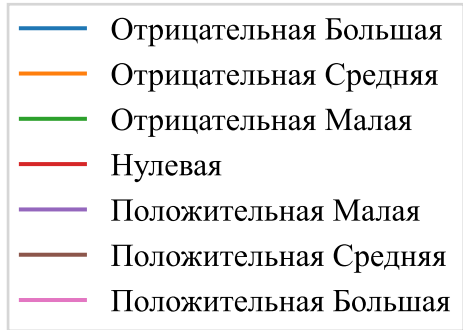 Отрицательная Большая
Отрицательная Средняя
Отрицательная Малая
Нулевая
Положительная Малая
Положительная Средняя
Положительная Большая